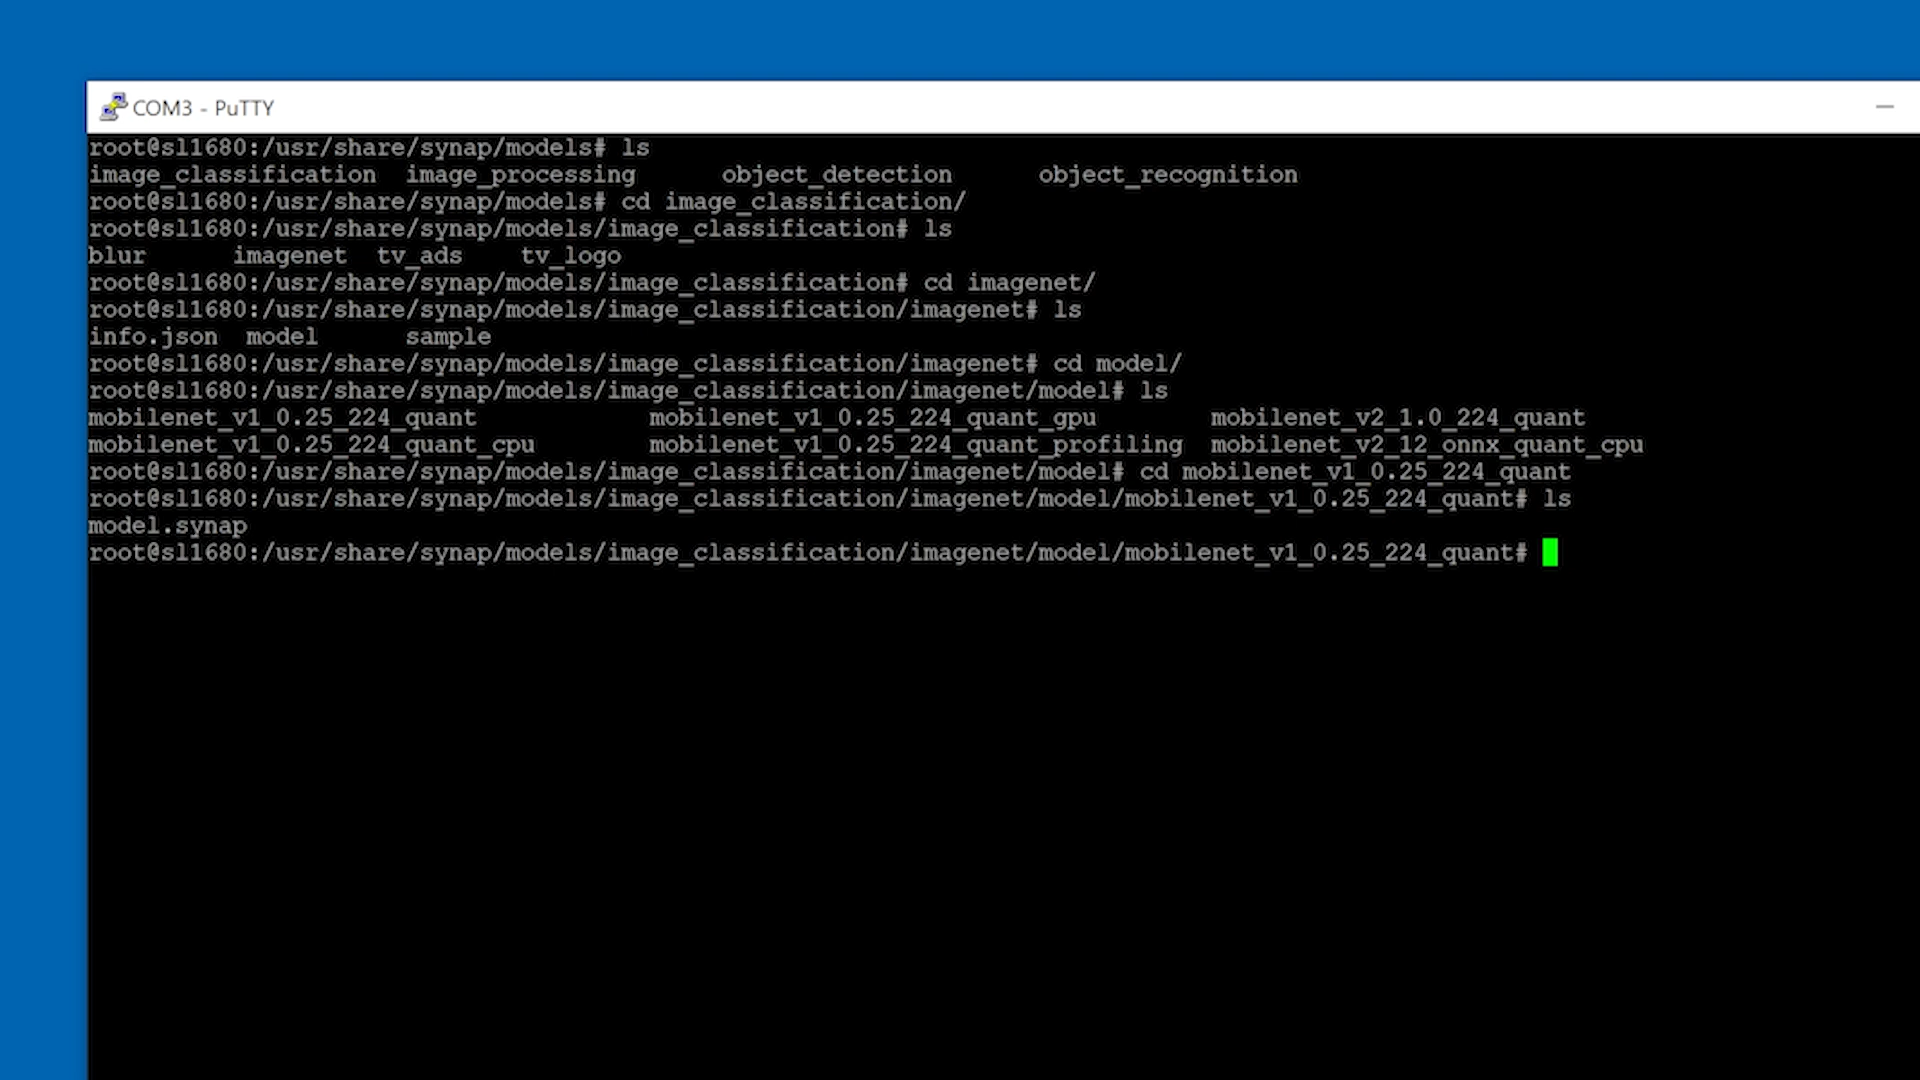 COM3 - PuTTY
root@sl1680:/usr/share/synap/models# ls
image_classification  image_processing      object_detection      object_recognition
root@sl1680:/usr/share/synap/models# cd image_classification/
root@sl1680:/usr/share/synap/models/image_classification# ls
blur      imagenet  tv_ads    tv_logo
root@sl1680:/usr/share/synap/models/image_classification# cd imagenet/
root@sl1680:/usr/share/synap/models/image_classification/imagenet# ls
info.json  model      sample
root@sl1680:/usr/share/synap/models/image_classification/imagenet# cd model/
root@sl1680:/usr/share/synap/models/image_classification/imagenet/model# ls
mobilenet_v1_0.25_224_quant            mobilenet_v1_0.25_224_quant_gpu        mobilenet_v2_1.0_224_quant
mobilenet_v1_0.25_224_quant_cpu        mobilenet_v1_0.25_224_quant_profiling  mobilenet_v2_12_onnx_quant_cpu
root@sl1680:/usr/share/synap/models/image_classification/imagenet/model# cd mobilenet_v1_0.25_224_quant
root@sl1680:/usr/share/synap/models/image_classification/imagenet/model/mobilenet_v1_0.25_224_quant# ls
model.synap
root@sl1680:/usr/share/synap/models/image_classification/imagenet/model/mobilenet_v1_0.25_224_quant#